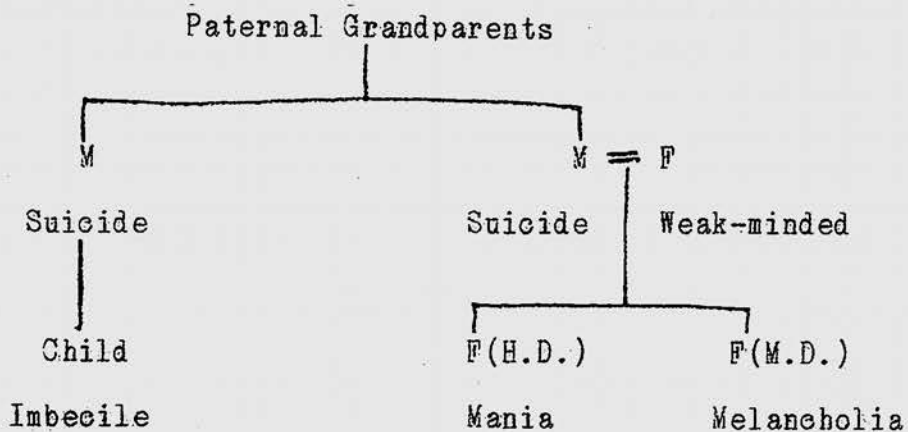 Paternal Grandparents
M M = F
Suicide Suicide Weak-minded
Child F(H.D.) F(M.D.)
Imbecile Mania Melancholia